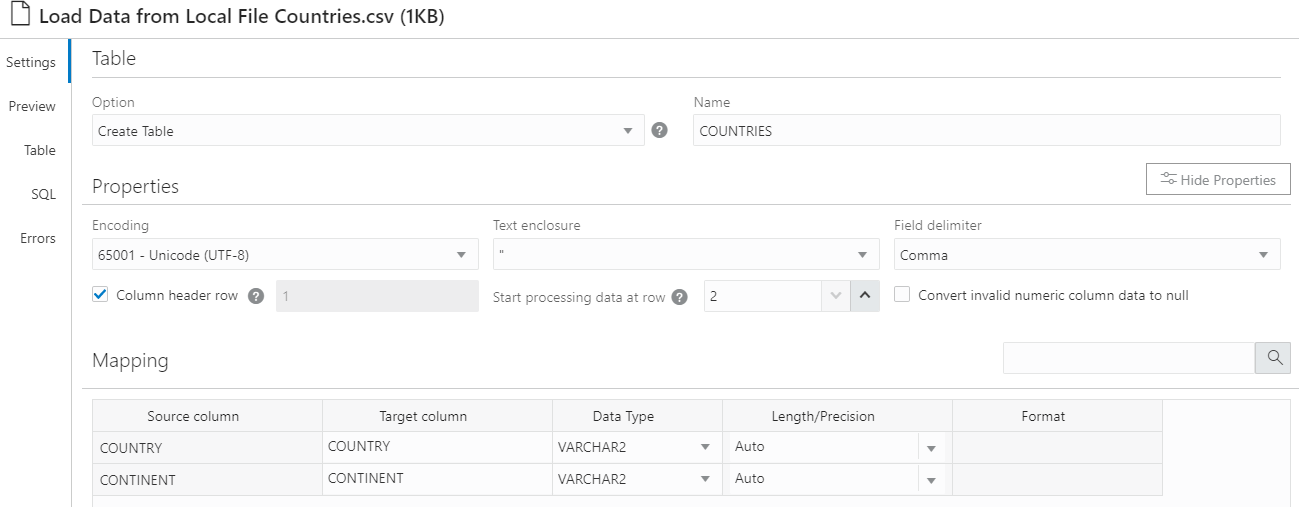 Load Data from Local File Countries.csv (1KB)
Settings
Preview
Table
SQL
Errors
Table
Option
Name
Create Table
?
COUNTRIES
Properties
Hide Properties
Encoding
Text enclosure
Field delimiter
65001 - Unicode (UTF-8)
"
Comma
Column header row ? 1
Start processing data at row ? 2
Convert invalid numeric column data to null
Mapping
Source column Target column Data Type Length/Precision Format
COUNTRY COUNTRY VARCHAR2 Auto
CONTINENT CONTINENT VARCHAR2 Auto